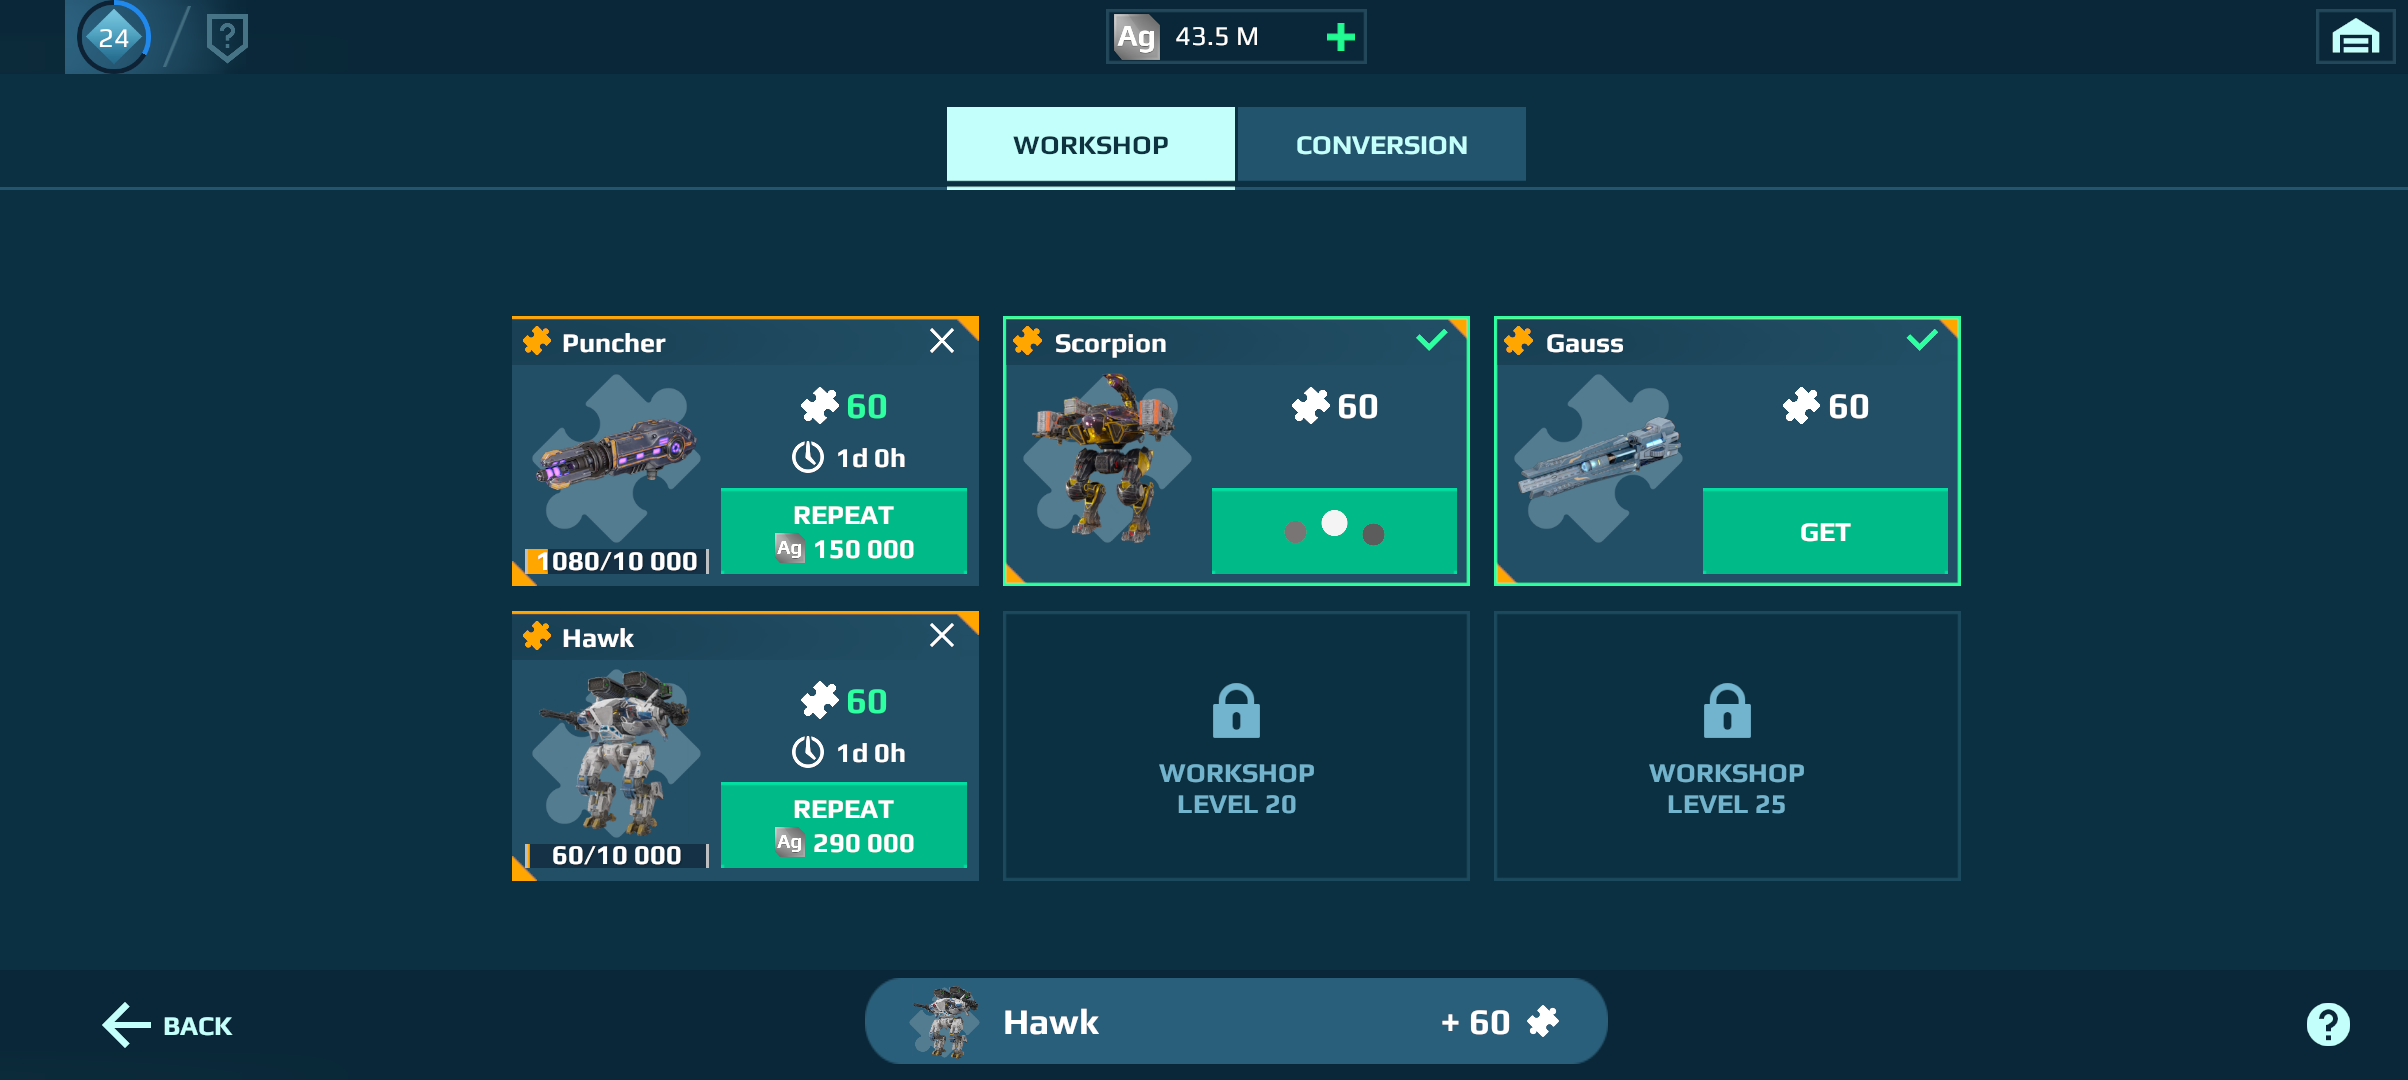 24
?
Ag 43.5 M
WORKSHOP
CONVERSION
Puncher
60
1d 0h
REPEAT
Ag 150 000
1080/10 000
Scorpion
60
Gauss
60
GET
Hawk
60
1d 0h
REPEAT
Ag 290 000
60/10 000
WORKSHOP
LEVEL 20
WORKSHOP
LEVEL 25
BACK
Hawk
+ 60
?